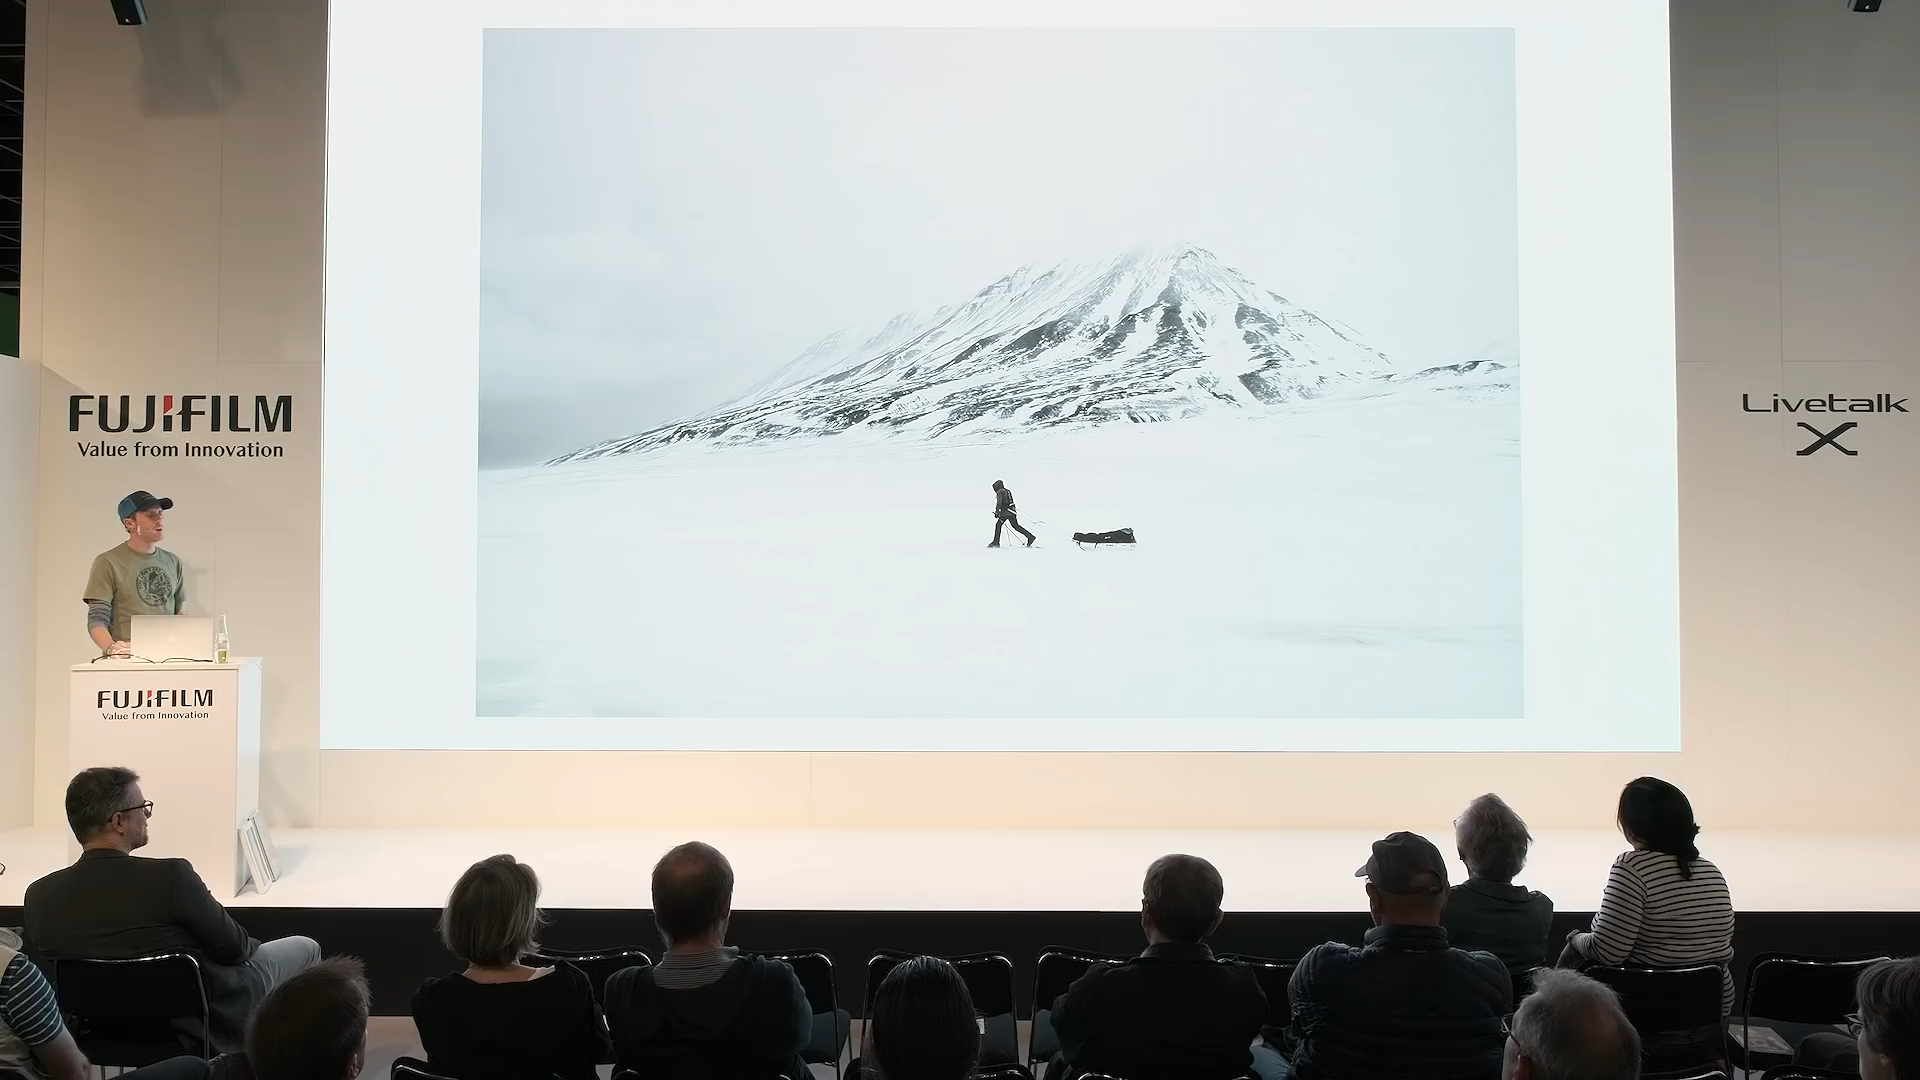 FUJIFILM
Value from Innovation
Livetalk
X
FUJIFILM
Value from Innovation